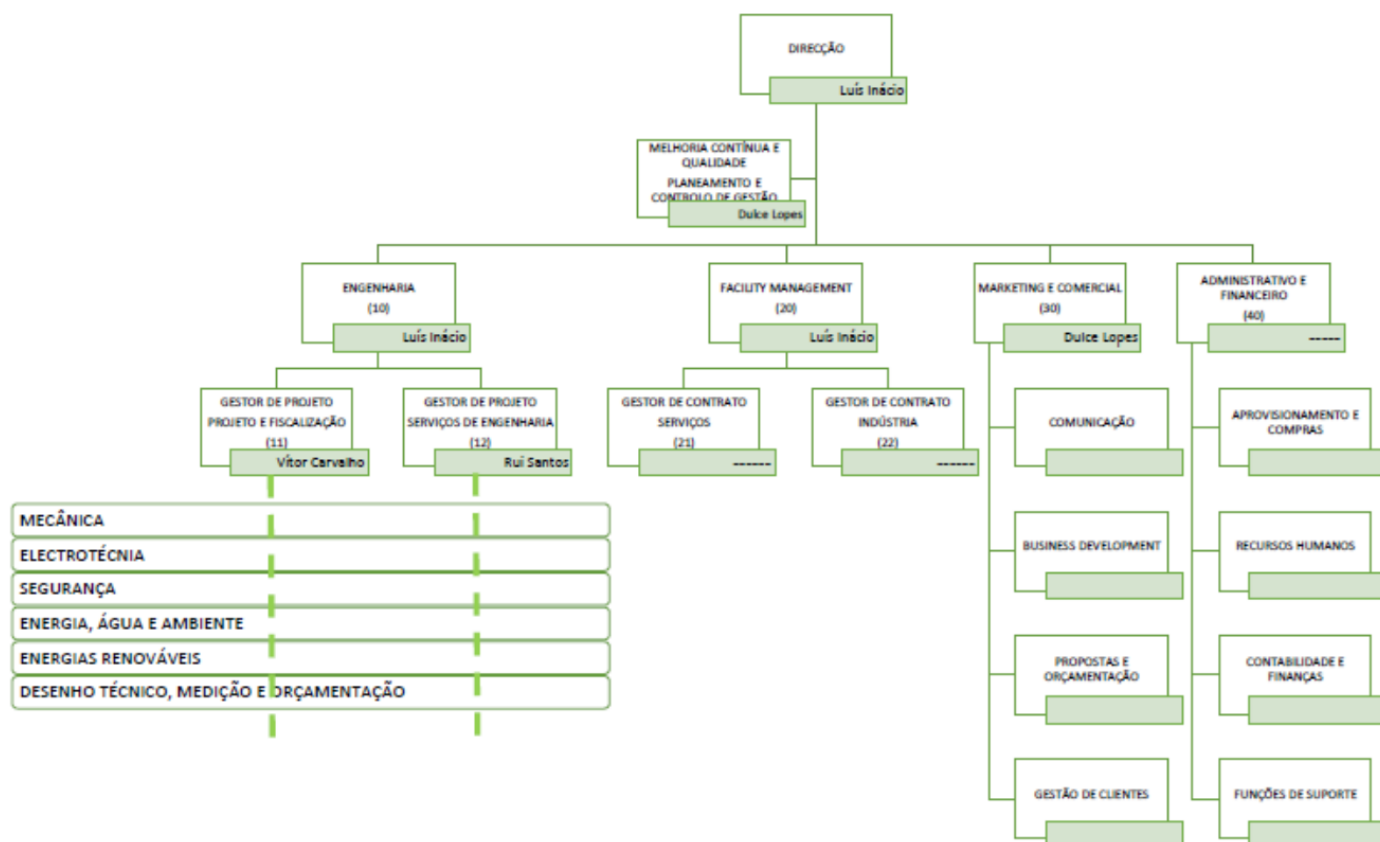 DIRECÇÃO
Luís Inácio
MELHORIA CONTÍNUA E
QUALIDADE
PLANEAMENTO E
CONTROLO DE GESTÃO
Dulce Lopes
ENGENHARIA
(10)
Luís Inácio
FACILITY MANAGEMENT
(20)
Luís Inácio
MARKETING E COMERCIAL
(30)
Dulce Lopes
ADMINISTRATIVO E
FINANCEIRO
(40)
-----
GESTOR DE PROJETO
PROJETO E FISCALIZAÇÃO
(11)
Vítor Carvalho
GESTOR DE PROJETO
SERVIÇOS DE ENGENHARIA
(12)
Rui Santos
GESTOR DE CONTRATO
SERVIÇOS
(21)
------
GESTOR DE CONTRATO
INDÚSTRIA
(22)
------
COMUNICAÇÃO
APROVISIONAMENTO E
COMPRAS
MECÂNICA
ELECTROTÉCNIA
SEGURANÇA
ENERGIA, ÁGUA E AMBIENTE
ENERGIAS RENOVÁVEIS
DESENHO TÉCNICO, MEDIÇÃO E ORÇAMENTAÇÃO
BUSINESS DEVELOPMENT
RECURSOS HUMANOS
PROPOSTAS E
ORÇAMENTAÇÃO
CONTABILIDADE E
FINANÇAS
GESTÃO DE CLIENTES
FUNÇÕES DE SUPORTE